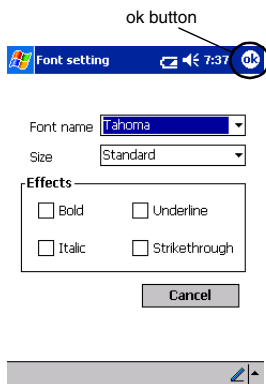 ok button
Font setting 7:37 ok
Font name Tahoma
Size Standard
Effects
Bold Underline
Italic Strikethrough
Cancel